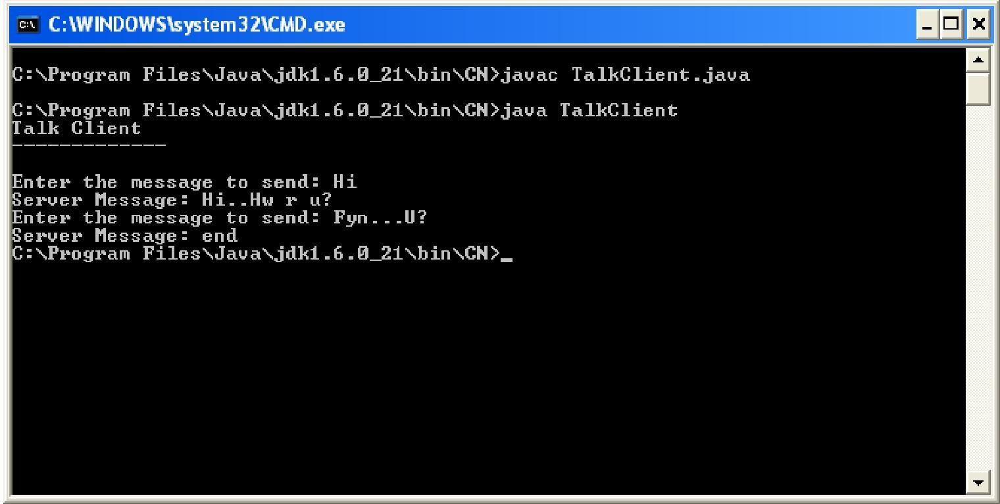 C:\WINDOWS\system32\CMD.exe
C:\Program Files\Java\jdk1.6.0_21\bin\CN>javac TalkClient.java
C:\Program Files\Java\jdk1.6.0_21\bin\CN>java TalkClient
Talk Client
-------------
Enter the message to send: Hi
Server Message: Hi..Hw r u?
Enter the message to send: Fyn...U?
Server Message: end
C:\Program Files\Java\jdk1.6.0_21\bin\CN>_